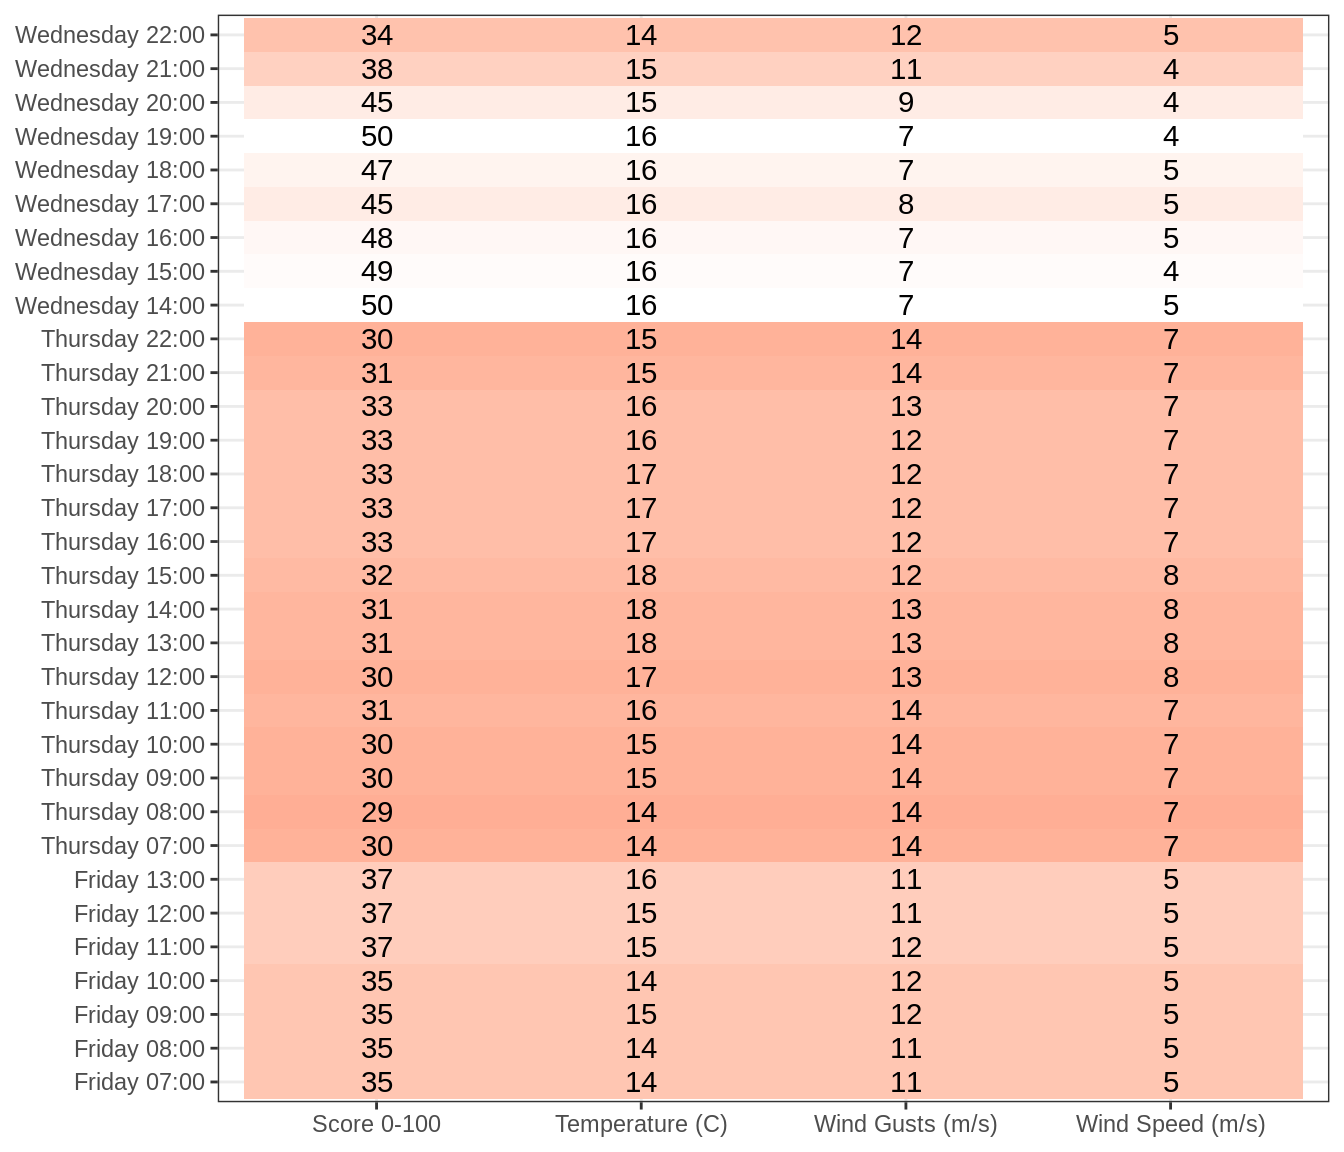 Wednesday 22:00 34 14 12 5
Wednesday 21:00 38 15 11 4
Wednesday 20:00 45 15 9 4
Wednesday 19:00 50 16 7 4
Wednesday 18:00 47 16 7 5
Wednesday 17:00 45 16 8 5
Wednesday 16:00 48 16 7 5
Wednesday 15:00 49 16 7 4
Wednesday 14:00 50 16 7 5
Thursday 22:00 30 15 14 7
Thursday 21:00 31 15 14 7
Thursday 20:00 33 16 13 7
Thursday 19:00 33 16 12 7
Thursday 18:00 33 17 12 7
Thursday 17:00 33 17 12 7
Thursday 16:00 33 17 12 7
Thursday 15:00 32 18 12 8
Thursday 14:00 31 18 13 8
Thursday 13:00 31 18 13 8
Thursday 12:00 30 17 13 8
Thursday 11:00 31 16 14 7
Thursday 10:00 30 15 14 7
Thursday 09:00 30 15 14 7
Thursday 08:00 29 14 14 7
Thursday 07:00 30 14 14 7
Friday 13:00 37 16 11 5
Friday 12:00 37 15 11 5
Friday 11:00 37 15 12 5
Friday 10:00 35 14 12 5
Friday 09:00 35 15 12 5
Friday 08:00 35 14 11 5
Friday 07:00 35 14 11 5
Score 0-100 Temperature (C) Wind Gusts (m/s) Wind Speed (m/s)